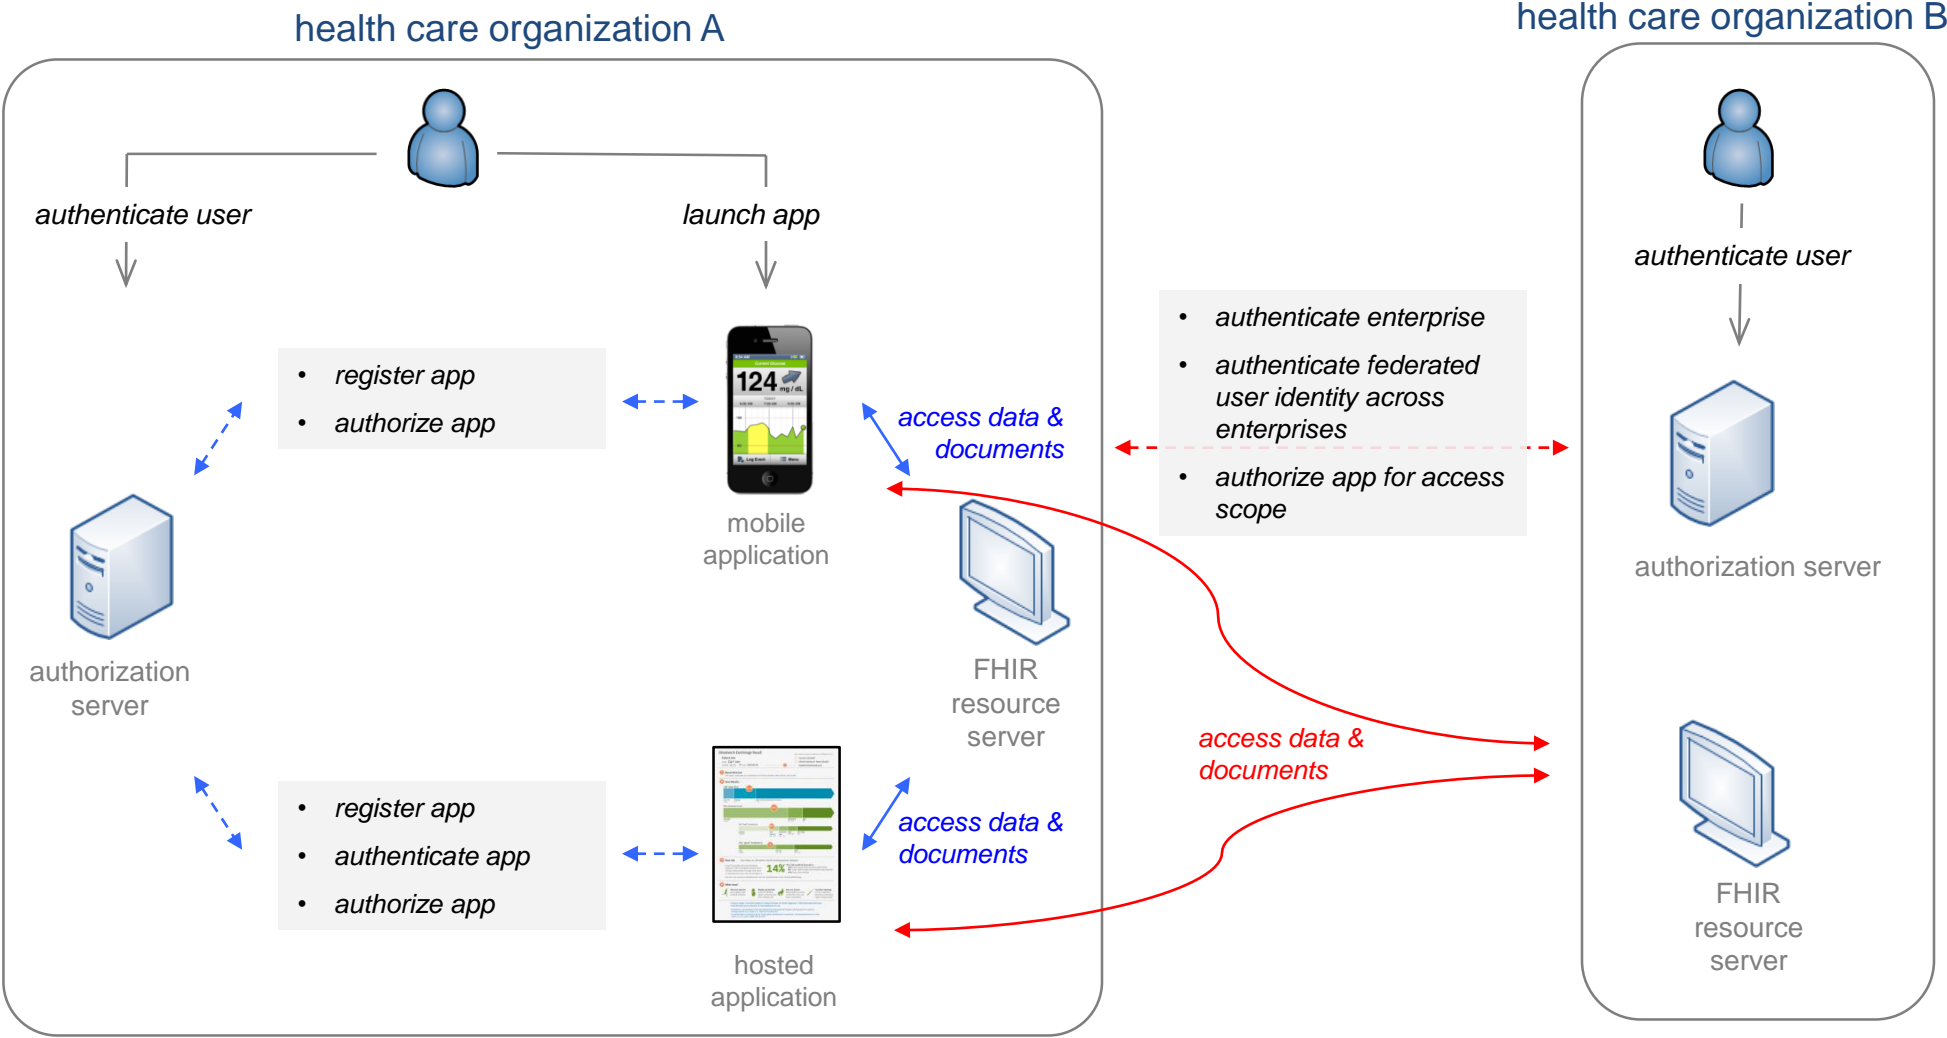 health care organization A
health care organization B
authenticate user
launch app
authenticate user
• register app
• authorize app
124
mg / dL
Log Event
Menu
mobile
application
access data &
documents
• authenticate enterprise
• authenticate federated
user identity across
enterprises
• authorize app for access
scope
authorization server
authorization
server
FHIR
resource
server
• register app
• authenticate app
• authorize app
14%
hosted
application
access data &
documents
access data &
documents
FHIR
resource
server